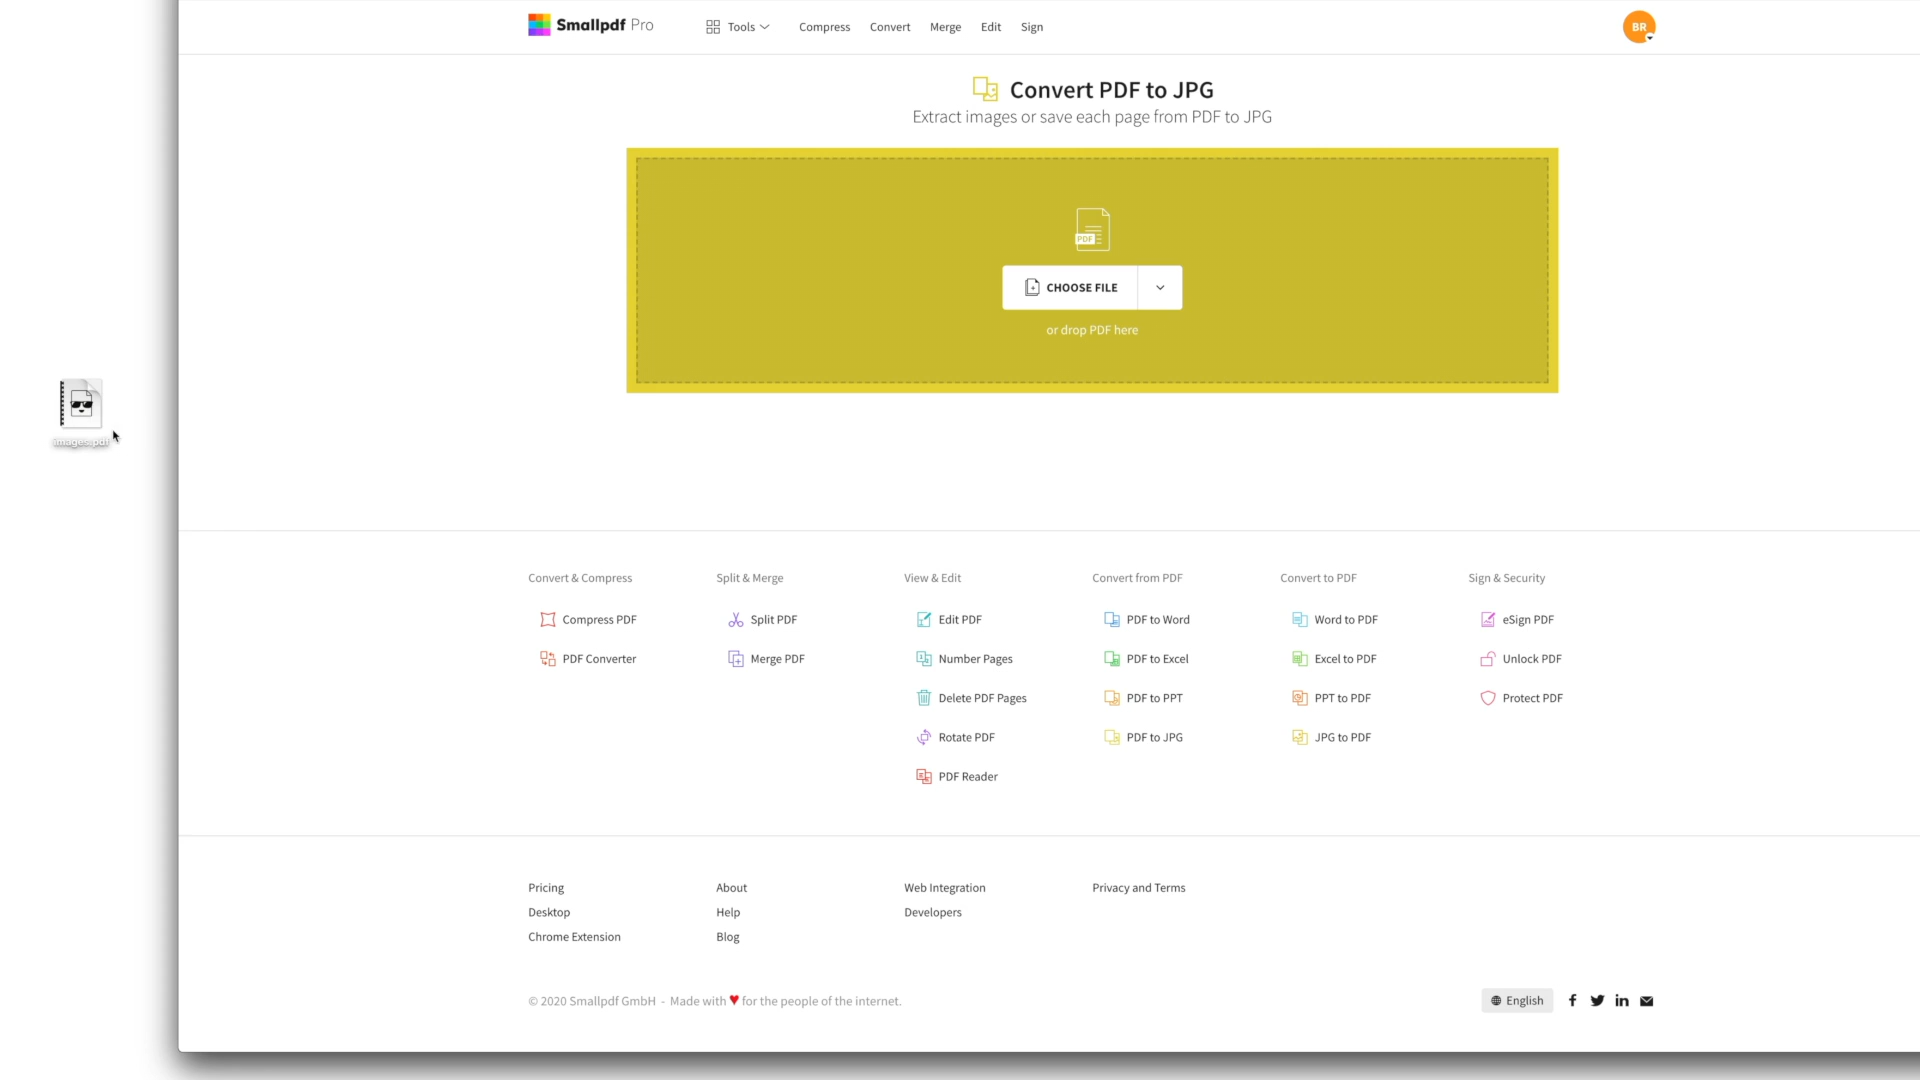 Smallpdf Pro
Tools
Compress
Convert
Merge
Edit
Sign
BR
Convert PDF to JPG
Extract images or save each page from PDF to JPG
PDF
CHOOSE FILE
or drop PDF here
images.pdf
Convert & Compress
Compress PDF
PDF Converter
Split & Merge
Split PDF
Merge PDF
View & Edit
Edit PDF
Number Pages
Delete PDF Pages
Rotate PDF
PDF Reader
Convert from PDF
PDF to Word
PDF to Excel
PDF to PPT
PDF to JPG
Convert to PDF
Word to PDF
Excel to PDF
PPT to PDF
JPG to PDF
Sign & Security
eSign PDF
Unlock PDF
Protect PDF
Pricing
Desktop
Chrome Extension
About
Help
Blog
Web Integration
Developers
Privacy and Terms
© 2020 Smallpdf GmbH - Made with ♥ for the people of the internet.
English